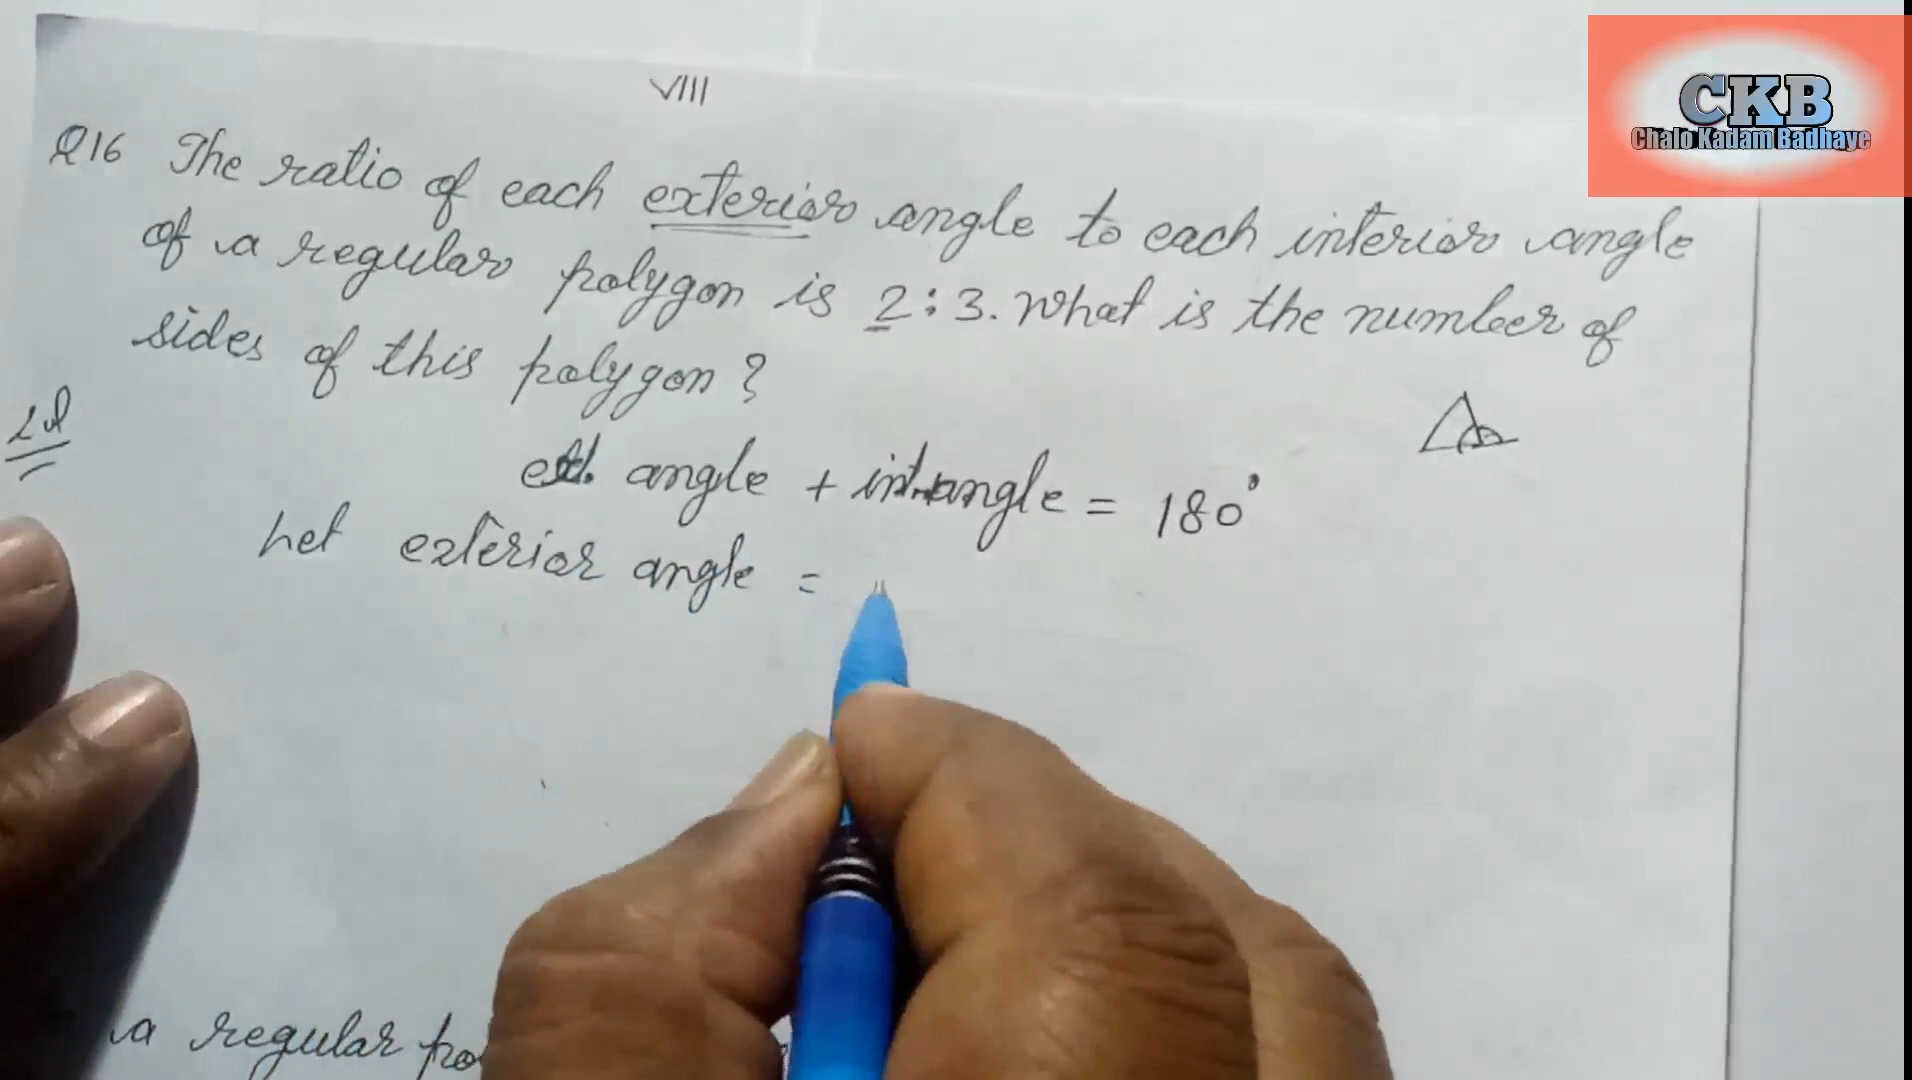 VIII
CKB
Chalo Kadam Badhaye
Q16 The ratio of each exterior angle to each interior angle
of a regular polygon is 2:3. What is the number of
sides of this polygon?
ext. angle + int. angle = 180°
Let exterior angle =
a regular po